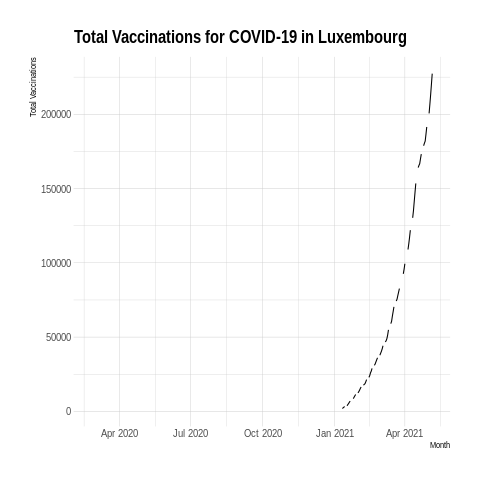 Total Vaccinations for COVID-19 in Luxembourg
Total Vaccinations
200000
150000
100000
50000
0
Apr 2020 Jul 2020 Oct 2020 Jan 2021 Apr 2021
Month